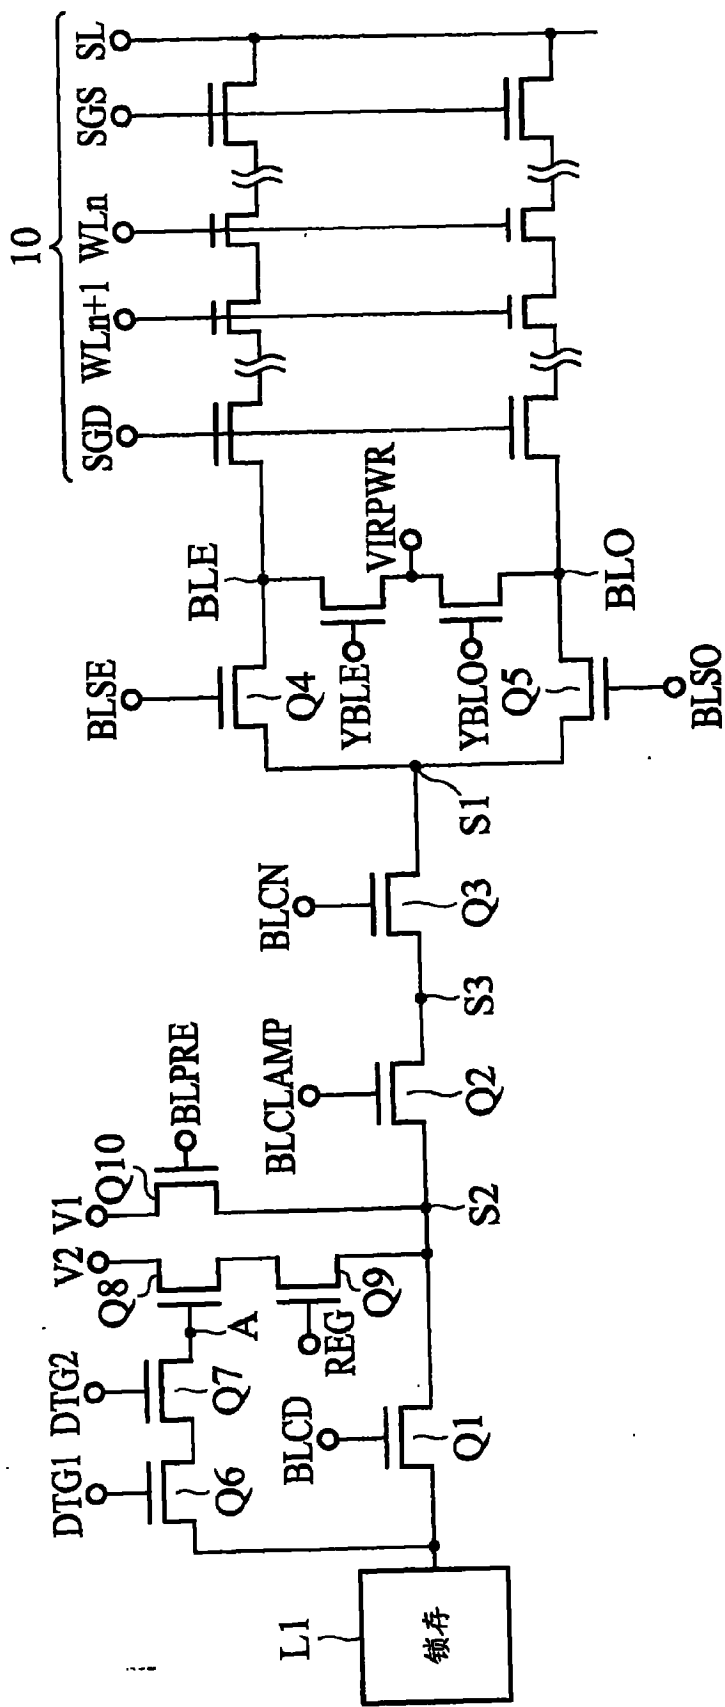 10
SL
SGS
WLn
WLn+1
SGD
BLE
VIRPWR
BLO
BLSE
Q4
YBLE
YBLO
Q5
BLSO
S1
BLCN
Q3
S3
BLCLAMP
Q2
BLPRE
Q10
V1
V2
Q8
S2
A
REG
Q9
DTG2
Q7
DTG1
Q6
BLCD
Q1
L1
锁存